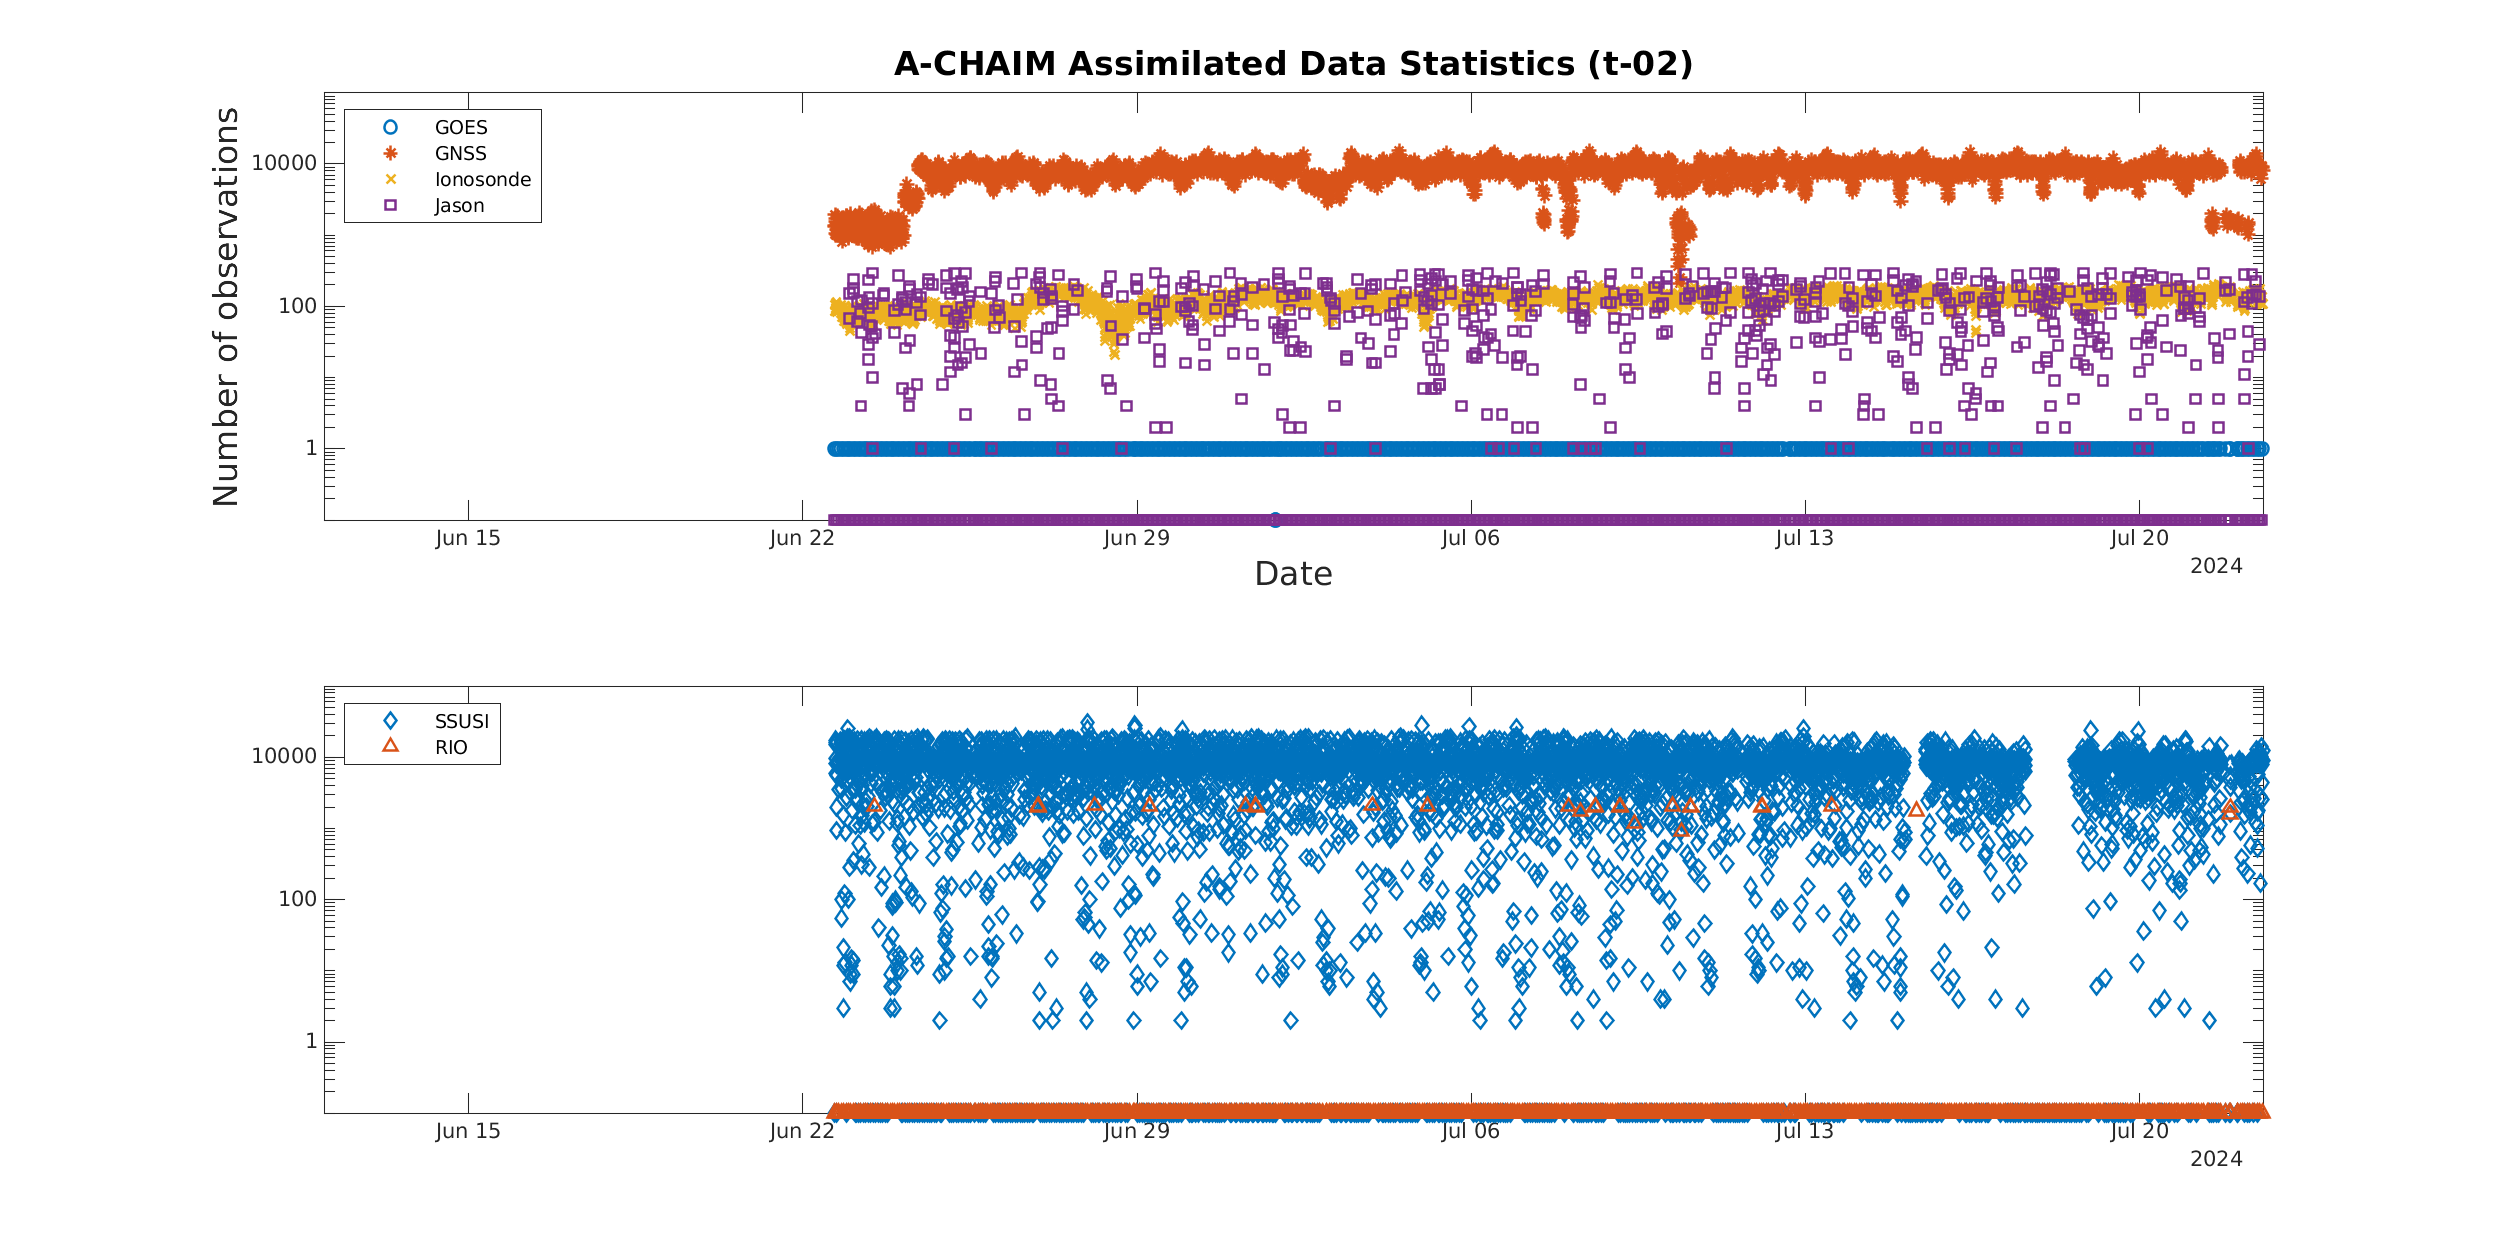 A-CHAIM Assimilated Data Statistics (t-02)
Number of observations
10000
100
1
GOES
GNSS
Ionosonde
Jason
Jun 15
Jun 22
Jun 29
Jul 06
Jul 13
Jul 20
2024
Date
10000
100
1
SSUSI
RIO
Jun 15
Jun 22
Jun 29
Jul 06
Jul 13
Jul 20
2024